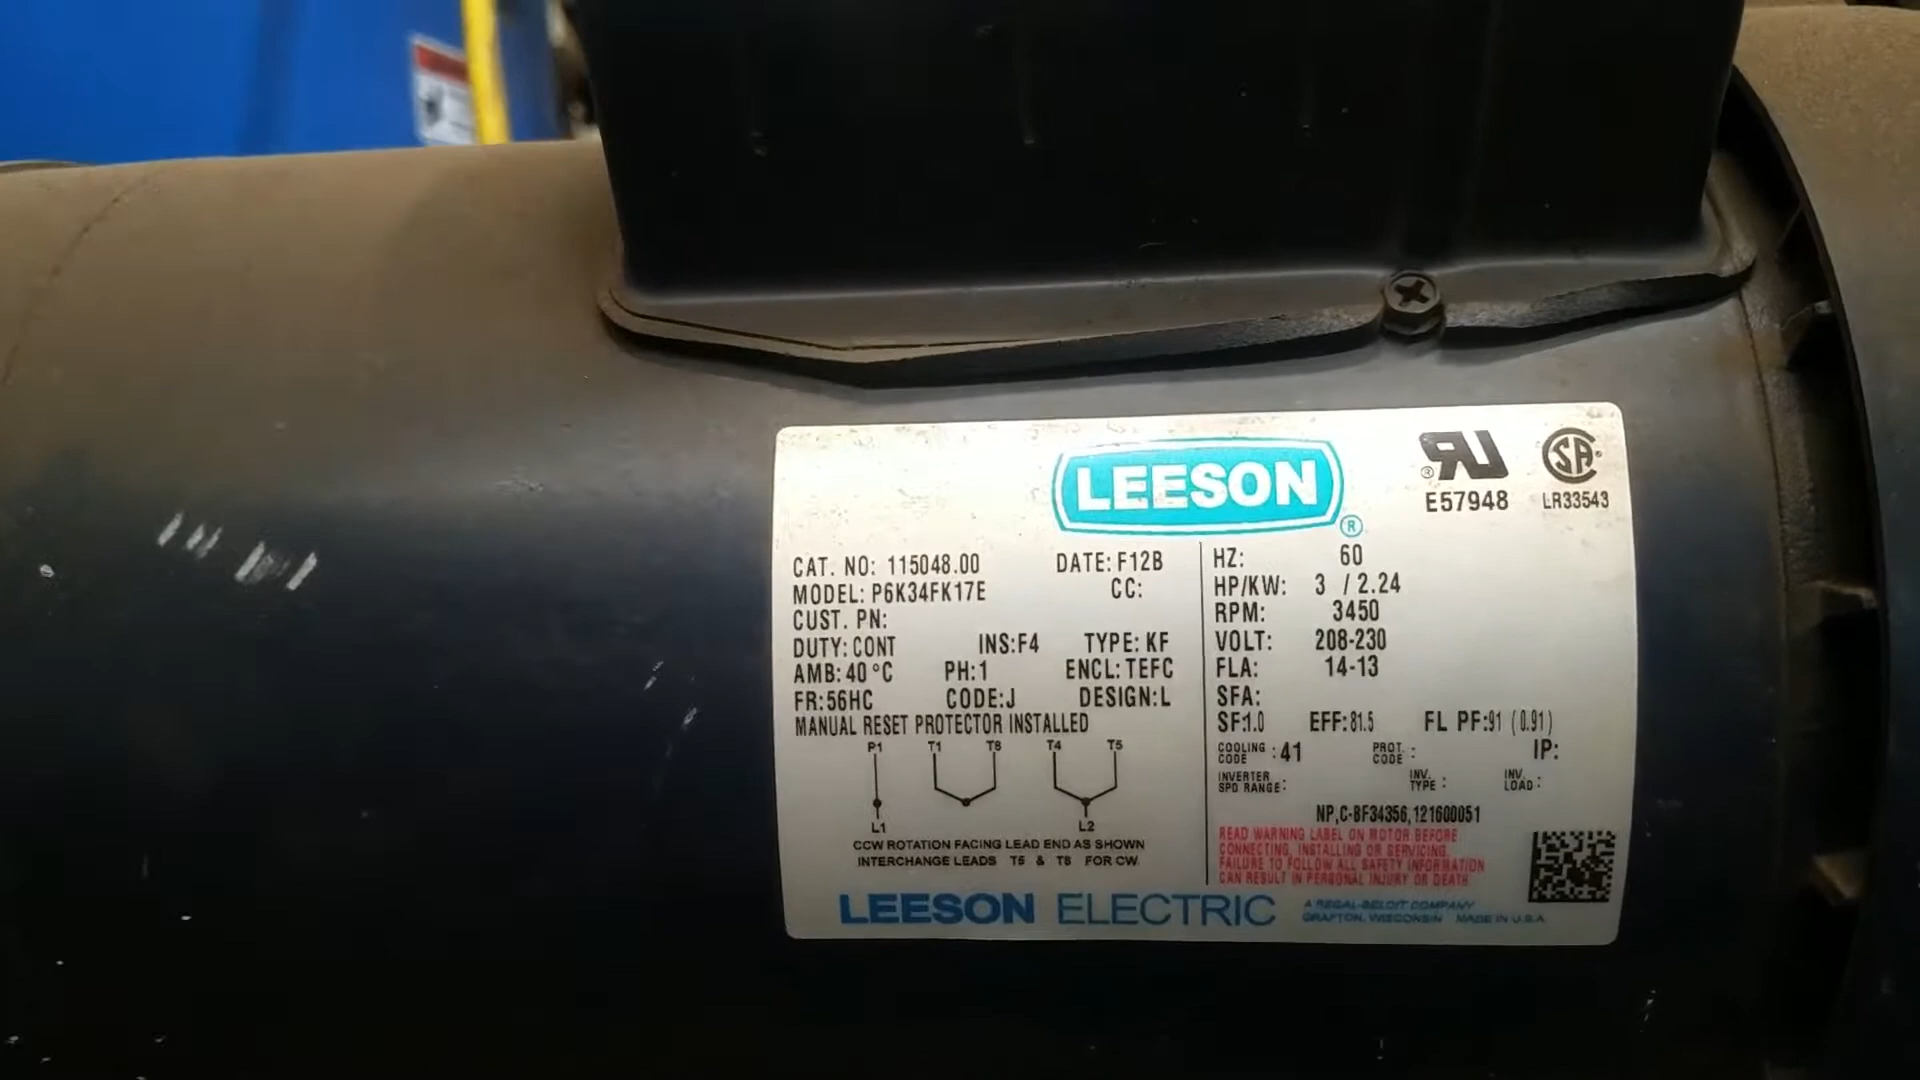 LEESON
®
® RU
E57948
SA
LR33543
CAT. NO: 115048.00 DATE: F12B
MODEL: P6K34FK17E CC:
CUST. PN:
DUTY: CONT INS:F4 TYPE: KF
AMB: 40 °C PH:1 ENCL: TEFC
FR:56HC CODE:J DESIGN:L
MANUAL RESET PROTECTOR INSTALLED
P1 T1 T8 T4 T5
L1 L2
CCW ROTATION FACING LEAD END AS SHOWN
INTERCHANGE LEADS T5 & T8 FOR CW
HZ: 60
HP/KW: 3 / 2.24
RPM: 3450
VOLT: 208-230
FLA: 14-13
SFA:
SF:1.0 EFF: 81.5 FL PF:91 (0.91)
COOLING CODE : 41 PROT. CODE : IP:
INVERTER SPD RANGE: INV. TYPE : INV. LOAD :
NP,C-BF34356,121600051
READ WARNING LABEL ON MOTOR BEFORE
CONNECTING, INSTALLING OR SERVICING.
FAILURE TO FOLLOW ALL SAFETY INFORMATION
CAN RESULT IN PERSONAL INJURY OR DEATH
LEESON ELECTRIC
A REGAL-BELOIT COMPANY
GRAFTON, WISCONSIN MADE IN U.S.A.